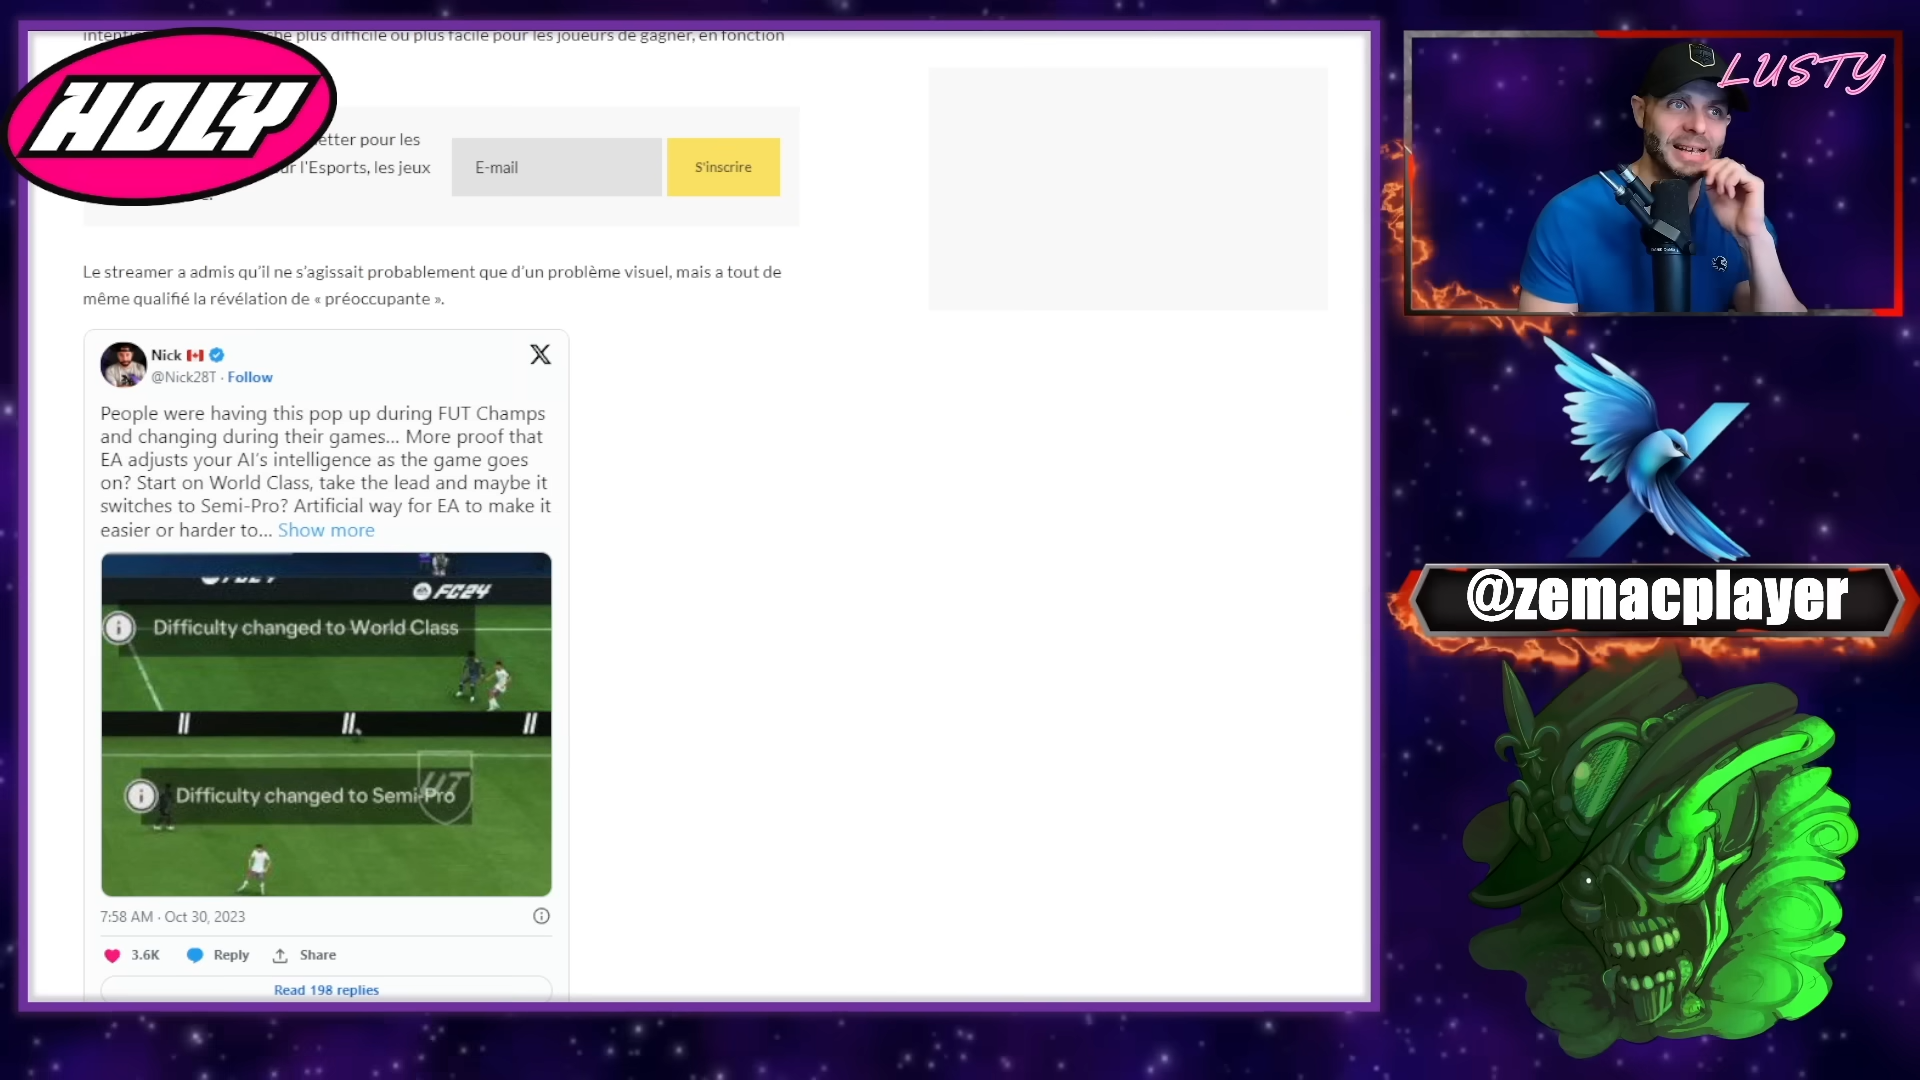 che plus difficile ou plus facile pour les joueurs de gagner, en fonction
HOLY
LUSTY
etter pour les
ur l'Esports, les jeux
E-mail
S'inscrire
Le streamer a admis qu'il ne s'agissait probablement que d'un problème visuel, mais a tout de
même qualifié la révélation de « préoccupante ».
Nick
@Nick28T · Follow
People were having this pop up during FUT Champs
and changing during their games... More proof that
EA adjusts your AI's intelligence as the game goes
on? Start on World Class, take the lead and maybe it
switches to Semi-Pro? Artificial way for EA to make it
easier or harder to... Show more
FC24
Difficulty changed to World Class
UT
Difficulty changed to Semi-Pro
7:58 AM · Oct 30, 2023
3.6K Reply Share
Read 198 replies
@zemacplayer